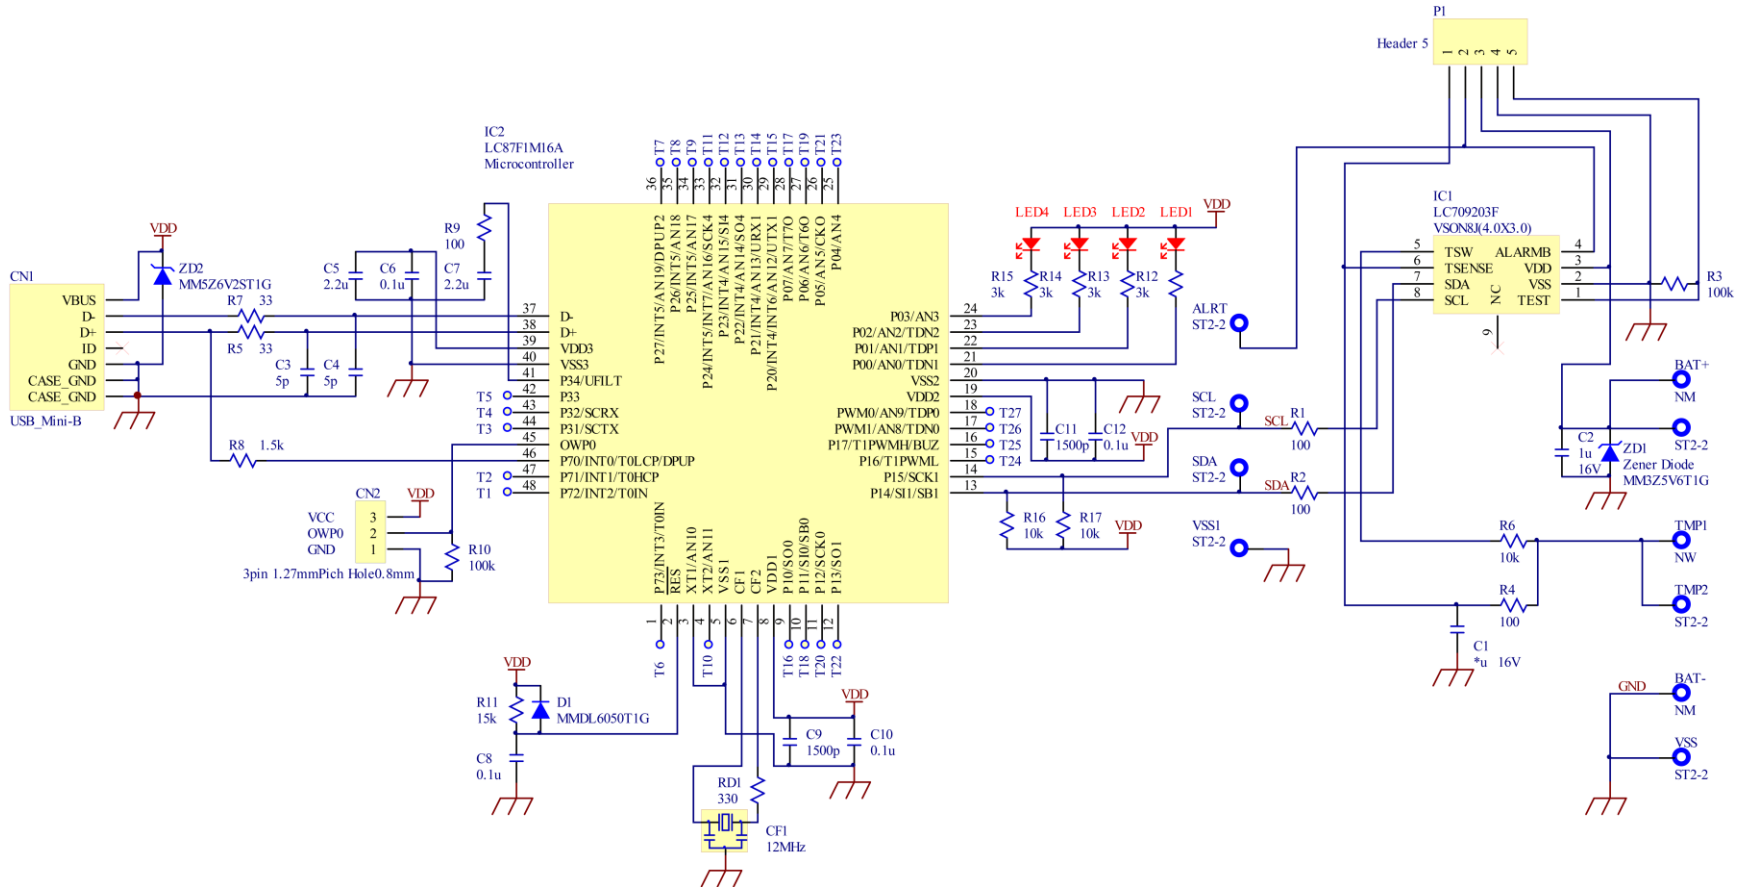 P1
Header 5
1
2
3
4
5
IC2
LC87F1M16A
Microcontroller
T7
T8
T9
T11
T12
T13
T14
T15
T17
T19
T21
T23
36
35
34
33
32
31
30
29
28
27
26
25
P27/INT5/AN19/DPUP2
P26/INT5/AN18
P25/INT5/AN17
P24/INT5/INT7/AN16/SCK4
P23/INT4/AN15/SI4
P22/INT4/AN14/SO4
P21/INT4/AN13/URX1
P20/INT4/INT6/AN12/UTX1
P07/AN7/T7O
P06/AN6/T6O
P05/AN5/CKO
P04/AN4
IC1
LC709203F
VSON8J(4.0X3.0)
5 TSW ALARMB 4
6 TSENSE VDD 3
7 SDA VSS 2
8 SCL TEST 1
NC
9
R3
100k
LED4 LED3 LED2 LED1 VDD
R15 R14 R13 R12
3k 3k 3k 3k
R9
100
C5
2.2u
C6
0.1u
C7
2.2u
VDD
ZD2
MM5Z6V2ST1G
CN1
VBUS
D-
D+
ID
GND
CASE_GND
CASE_GND
USB_Mini-B
R7 33
R5 33
C3
5p
C4
5p
R8 1.5k
37 D-
38 D+
39 VDD3
40 VSS3
41 P34/UFILT
T5 42 P33
T4 43 P32/SCRX
T3 44 P31/SCTX
45 OWP0
46 P70/INT0/T0LCP/DPUP
T2 47 P71/INT1/T0HCP
T1 48 P72/INT2/T0IN
P03/AN3 24
P02/AN2/TDN2 23
P01/AN1/TDP1 22
P00/AN0/TDN1 21
VSS2 20
VDD2 19
PWM0/AN9/TDP0 18 T27
PWM1/AN8/TDN0 17 T26
P17/T1PWMH/BUZ 16 T25
P16/T1PWML 15 T24
P15/SCK1 14
P14/SI1/SB1 13
C11
1500p
C12
0.1u
VDD
ALRT
ST2-2
SCL
ST2-2
SCL R1
100
SDA
ST2-2
SDA R2
100
VSS1
ST2-2
R16
10k
R17
10k
VDD
BAT+
NM
ST2-2
C2
1u
16V
ZD1
Zener Diode
MM3Z5V6T1G
R6
10k
TMP1
NW
R4
100
TMP2
ST2-2
C1
*u 16V
GND
BAT-
NM
VSS
ST2-2
CN2
VDD
VCC 3
OWP0 2
GND 1
3pin 1.27mmPich Hole0.8mm
R10
100k
P73/INT3/T0IN
RES
XT1/AN10
XT2/AN11
VSS1
CF1
CF2
VDD1
P10/SO0
P11/SI0/SB0
P12/SCK0
P13/SO1
1
2
3
4
5
6
7
8
9
10
11
12
T6
T10
T16
T18
T20
T22
VDD
R11
15k
D1
MMDL6050T1G
C8
0.1u
VDD
C9
1500p
C10
0.1u
RD1
330
CF1
12MHz